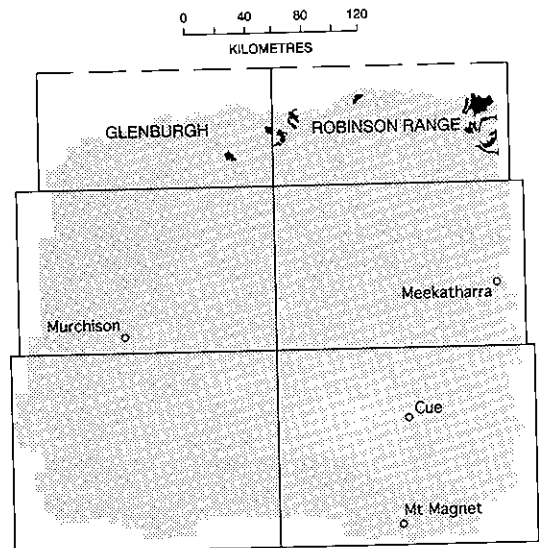 0 40 80 120
KILOMETRES
GLENBURGH
ROBINSON RANGE
Meekatharra
Murchison
Cue
Mt Magnet